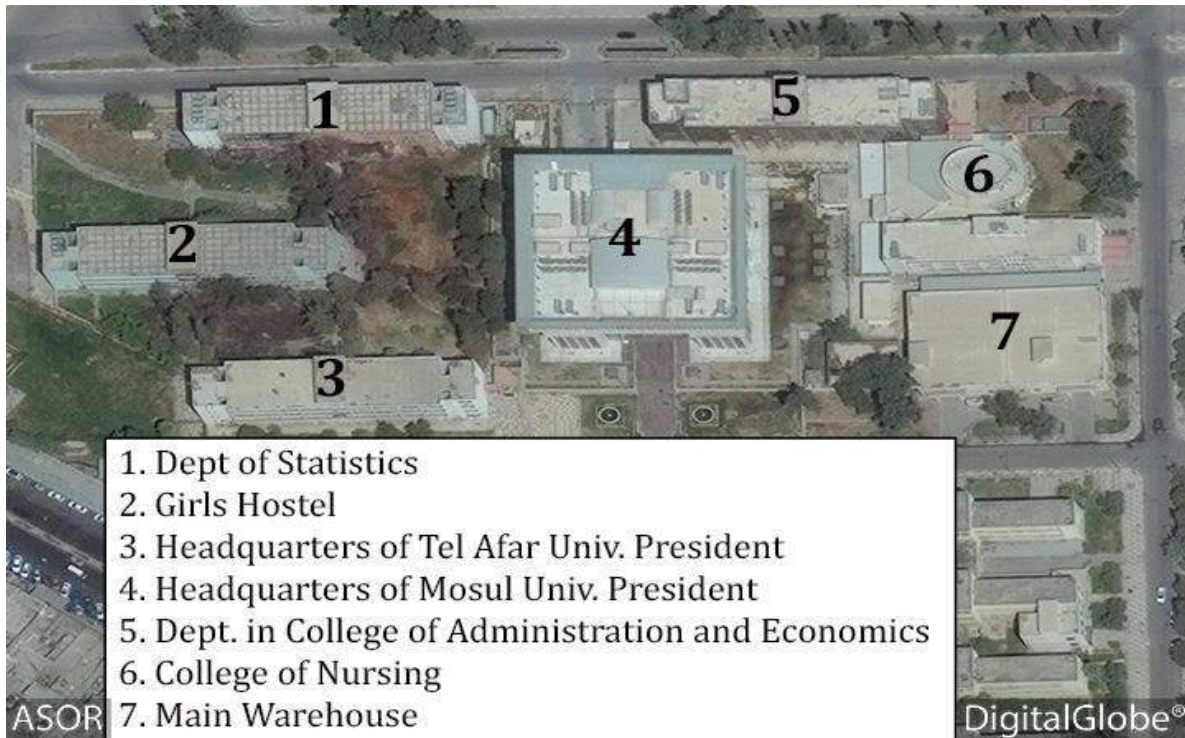 1
5
6
2
4
7
3
1. Dept of Statistics
2. Girls Hostel
3. Headquarters of Tel Afar Univ. President
4. Headquarters of Mosul Univ. President
5. Dept. in College of Administration and Economics
6. College of Nursing
7. Main Warehouse
ASOR
DigitalGlobe®